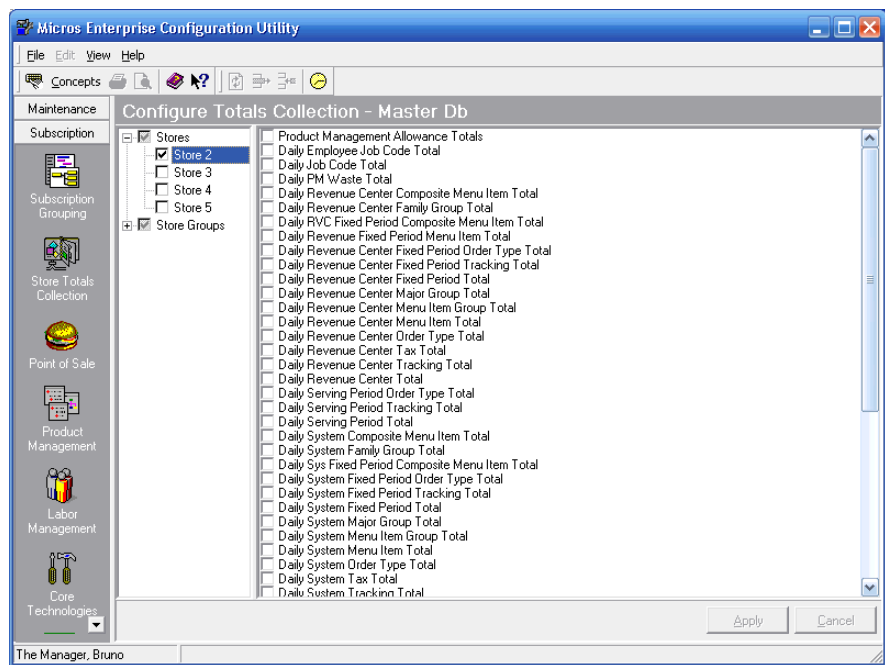 Micros Enterprise Configuration Utility
File Edit View Help
Concepts
Maintenance
Subscription
Subscription Grouping
Store Totals Collection
Point of Sale
Product Management
Labor Management
Core Technologies
Configure Totals Collection - Master Db
Stores
Store 2
Store 3
Store 4
Store 5
Store Groups
Product Management Allowance Totals
Daily Employee Job Code Total
Daily Job Code Total
Daily PM Waste Total
Daily Revenue Center Composite Menu Item Total
Daily Revenue Center Family Group Total
Daily RVC Fixed Period Composite Menu Item Total
Daily Revenue Fixed Period Menu Item Total
Daily Revenue Center Fixed Period Order Type Total
Daily Revenue Center Fixed Period Tracking Total
Daily Revenue Center Fixed Period Total
Daily Revenue Center Major Group Total
Daily Revenue Center Menu Item Group Total
Daily Revenue Center Menu Item Total
Daily Revenue Center Order Type Total
Daily Revenue Center Tax Total
Daily Revenue Center Tracking Total
Daily Revenue Center Total
Daily Serving Period Order Type Total
Daily Serving Period Tracking Total
Daily Serving Period Total
Daily System Composite Menu Item Total
Daily System Family Group Total
Daily Sys Fixed Period Composite Menu Item Total
Daily System Fixed Period Order Type Total
Daily System Fixed Period Tracking Total
Daily System Fixed Period Total
Daily System Major Group Total
Daily System Menu Item Group Total
Daily System Menu Item Total
Daily System Order Type Total
Daily System Tax Total
Daily System Tracking Total
Apply Cancel
The Manager, Bruno